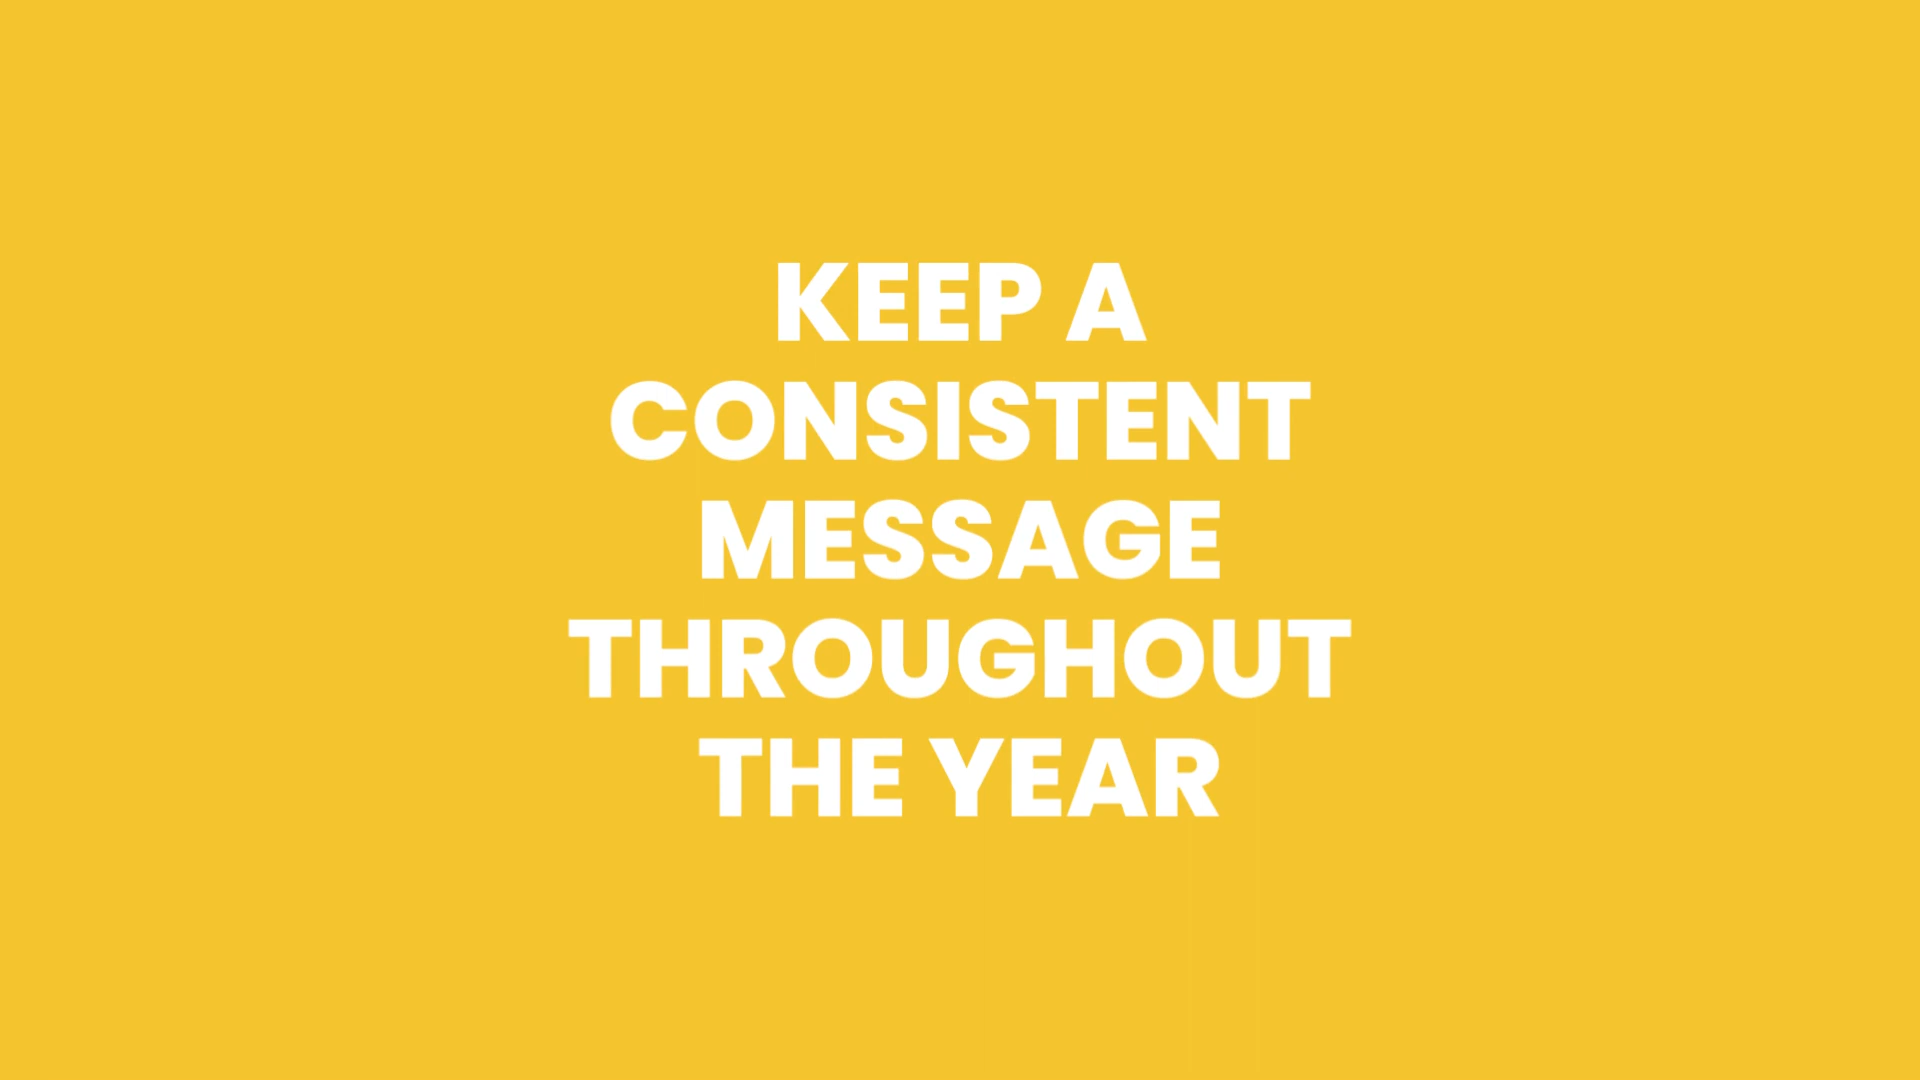 KEEP A
CONSISTENT
MESSAGE
THROUGHOUT
THE YEAR